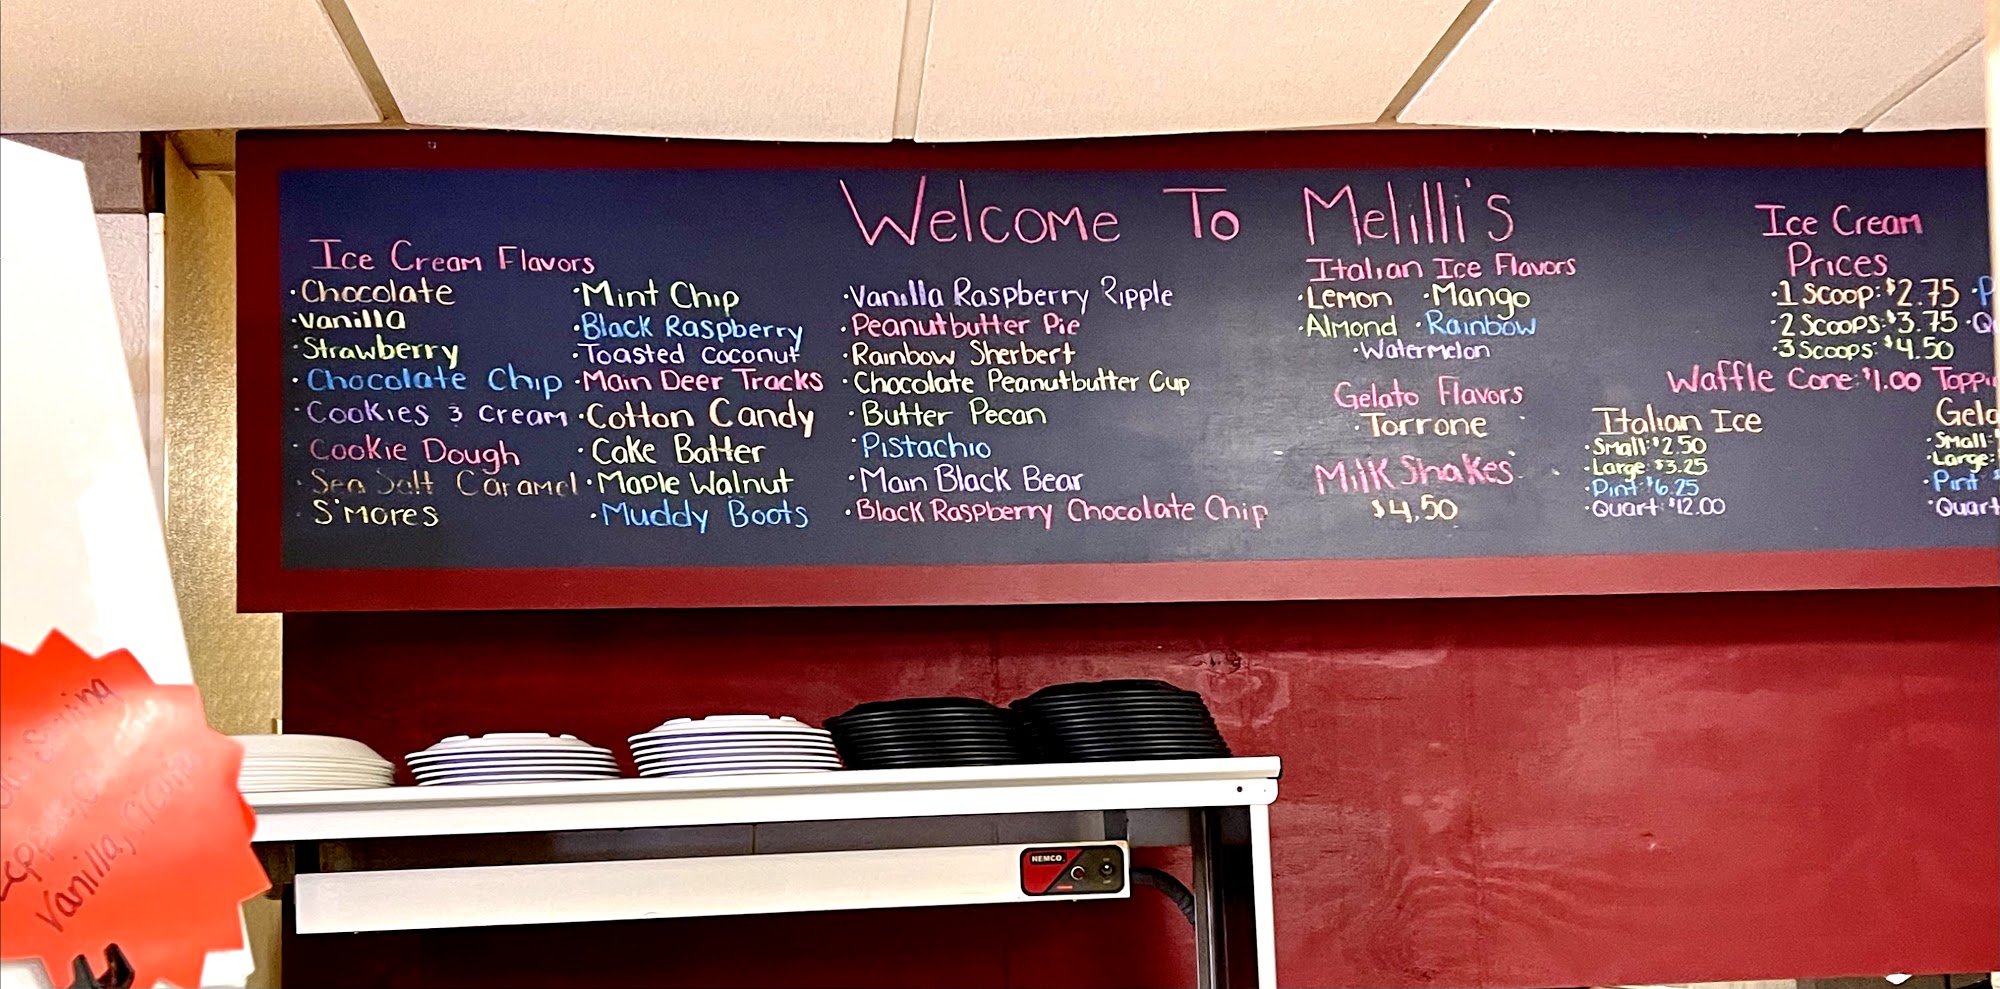 Welcome To Melilli's
Ice Cream Flavors
·Chocolate
·Vanilla
·Strawberry
·Chocolate Chip
·Cookies & Cream
·Cookie Dough
·Sea Salt Caramel
·S'mores
·Mint Chip
·Black Raspberry
·Toasted Coconut
·Main Deer Tracks
·Cotton Candy
·Cake Batter
·Maple Walnut
·Muddy Boots
·Vanilla Raspberry Ripple
·Peanutbutter Pie
·Rainbow Sherbert
·Chocolate Peanutbutter Cup
·Butter Pecan
·Pistachio
·Main Black Bear
·Black Raspberry Chocolate Chip
Italian Ice Flavors
·Lemon ·Mango
·Almond ·Rainbow
·Watermelon
Gelato Flavors
·Torrone
Milk Shakes
$4.50
Ice Cream
Prices
·1 Scoop: $2.75
·2 Scoops: $3.75
·3 Scoops: $4.50
Waffle Cone: $1.00
Italian Ice
·Small: $2.50
·Large: $3.25
·Pint: $6.25
·Quart: $12.00
·Small:
·Large:
·Pint
·Quart
NEMCO
Vanilla,